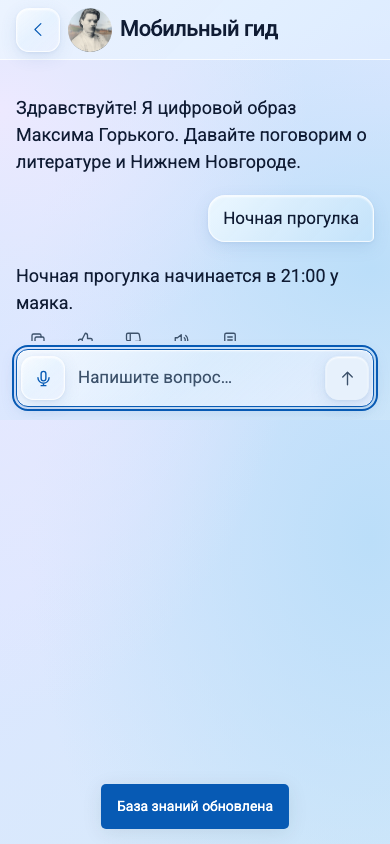 Мобильный гид
Здравствуйте! Я цифровой образ
Максима Горького. Давайте поговорим о
литературе и Нижнем Новгороде.
Ночная прогулка
Ночная прогулка начинается в 21:00 у
маяка.
Напишите вопрос...
База знаний обновлена